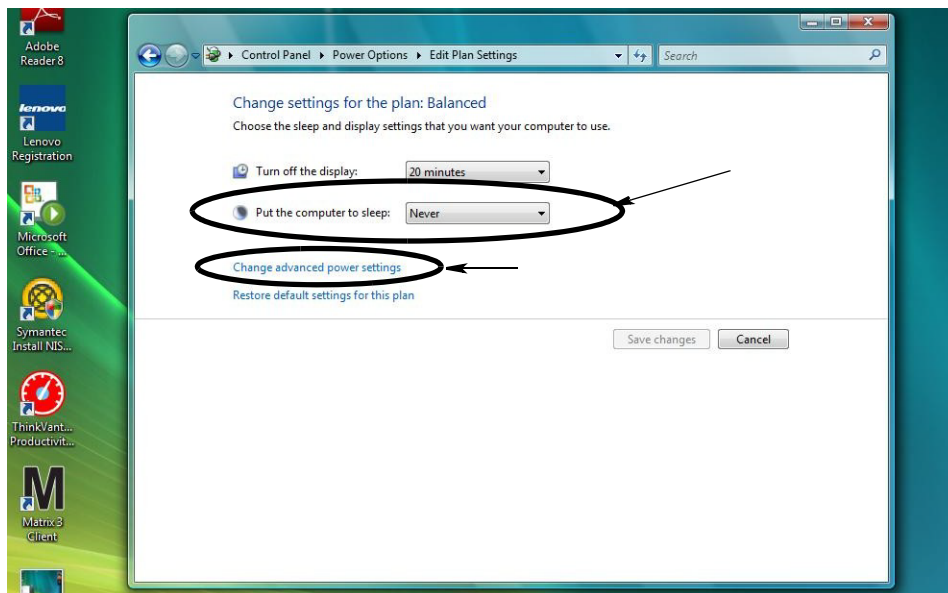 Adobe
Reader 8
lenovo
Lenovo
Registration
Microsoft
Office - ...
Symantec
Install NIS...
ThinkVant...
Productivit...
M
Matrix 3
Client
Control Panel Power Options Edit Plan Settings
Search
Change settings for the plan: Balanced
Choose the sleep and display settings that you want your computer to use.
Turn off the display: 20 minutes
Put the computer to sleep: Never
Change advanced power settings
Restore default settings for this plan
Save changes Cancel